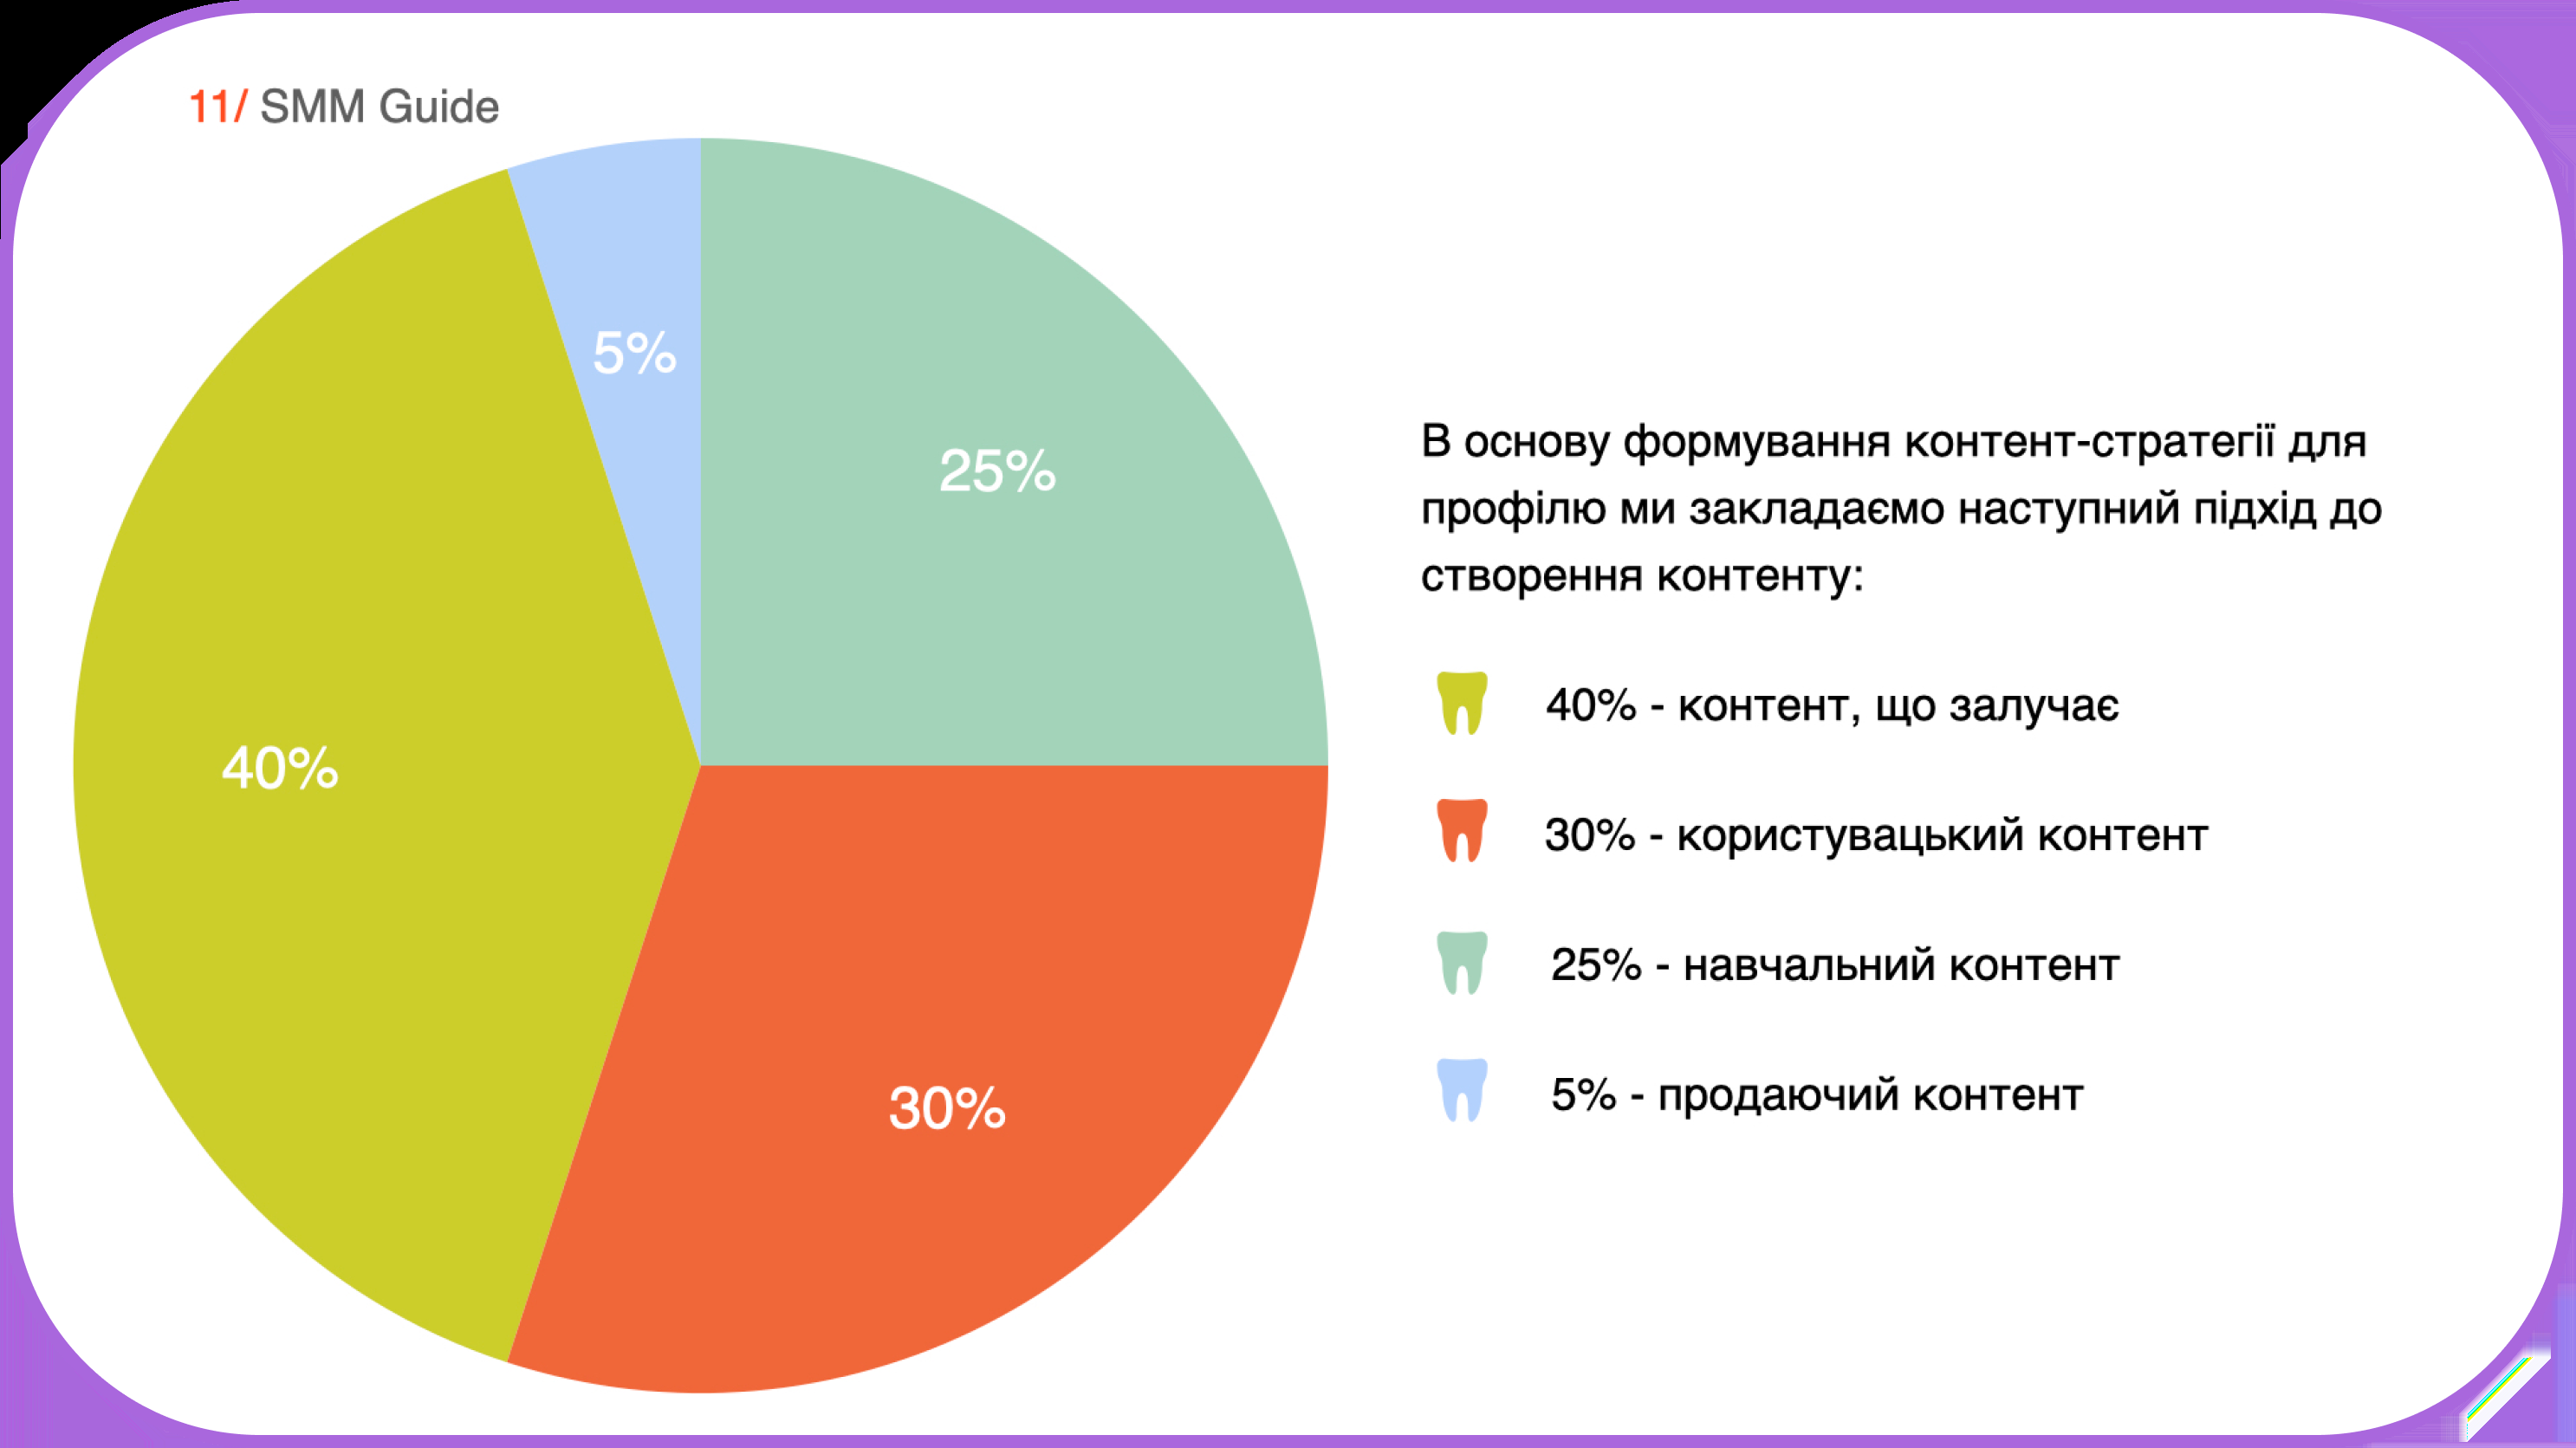 11/ SMM Guide
5%
25%
40%
30%
В основу формування контент-стратегії для
профілю ми закладаємо наступний підхід до
створення контенту:
40% - контент, що залучає
30% - користувацький контент
25% - навчальний контент
5% - продаючий контент